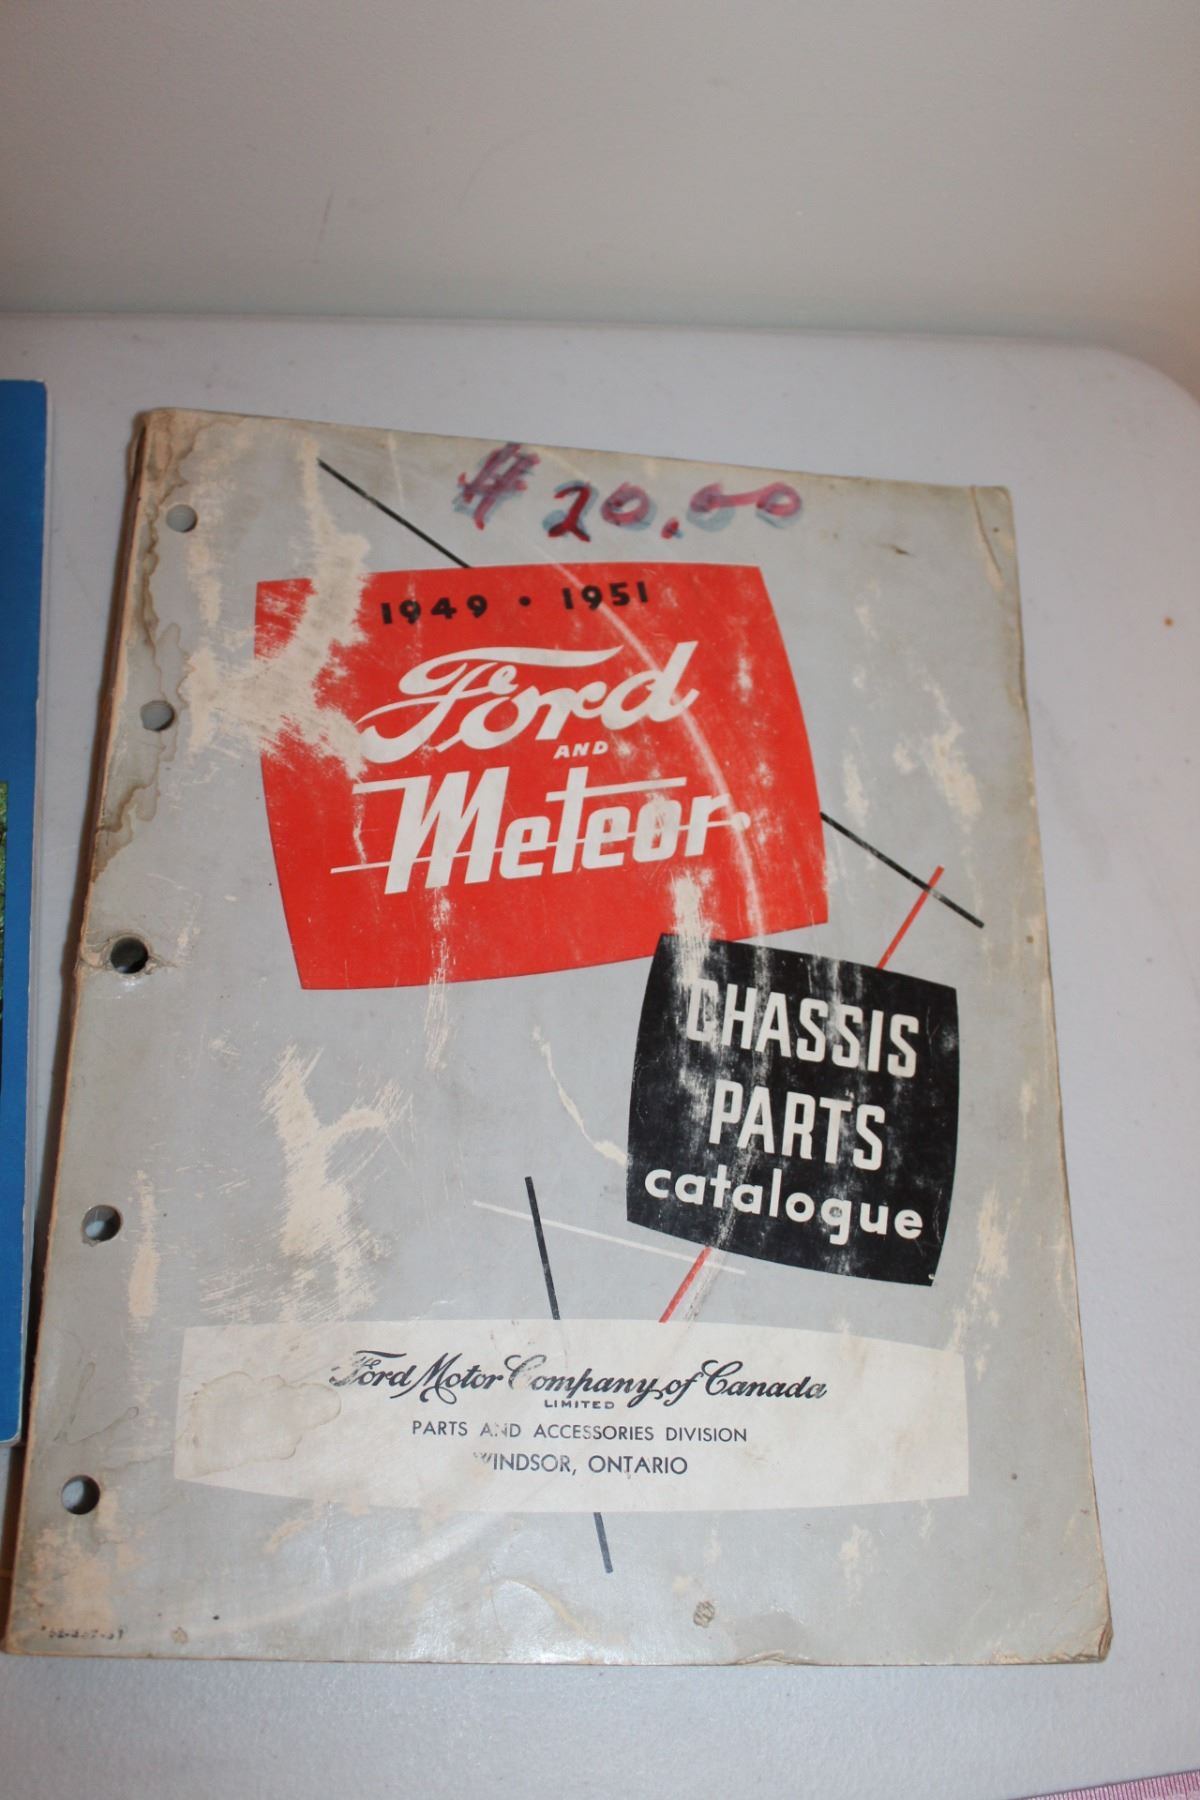 $ 20.00
1949 • 1951
Ford
AND
Meteor
CHASSIS
PARTS
catalogue
Ford Motor Company of Canada
LIMITED
PARTS AND ACCESSORIES DIVISION
WINDSOR, ONTARIO